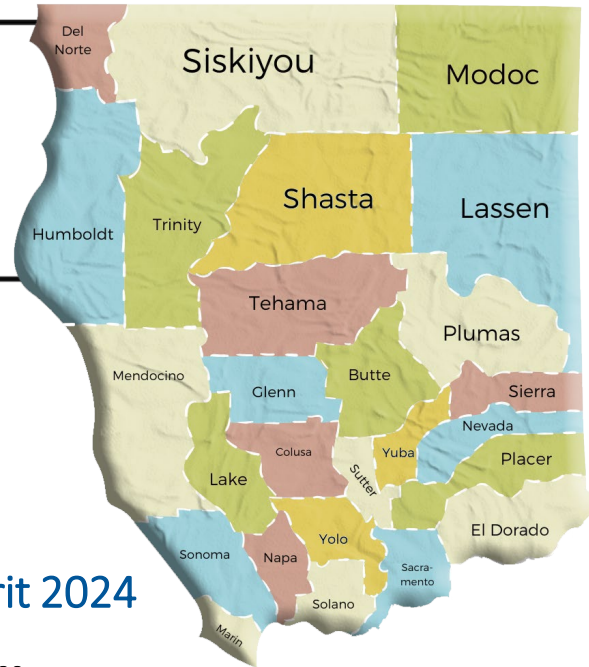 Del
Norte
Siskiyou
Modoc
Humboldt
Trinity
Shasta
Lassen
Tehama
Plumas
Mendocino
Glenn
Butte
Sierra
Nevada
Colusa
Yuba
Placer
Lake
Sutter
El Dorado
Sonoma
Napa
Yolo
Sacra-
mento
Solano
Marin
rit 2024